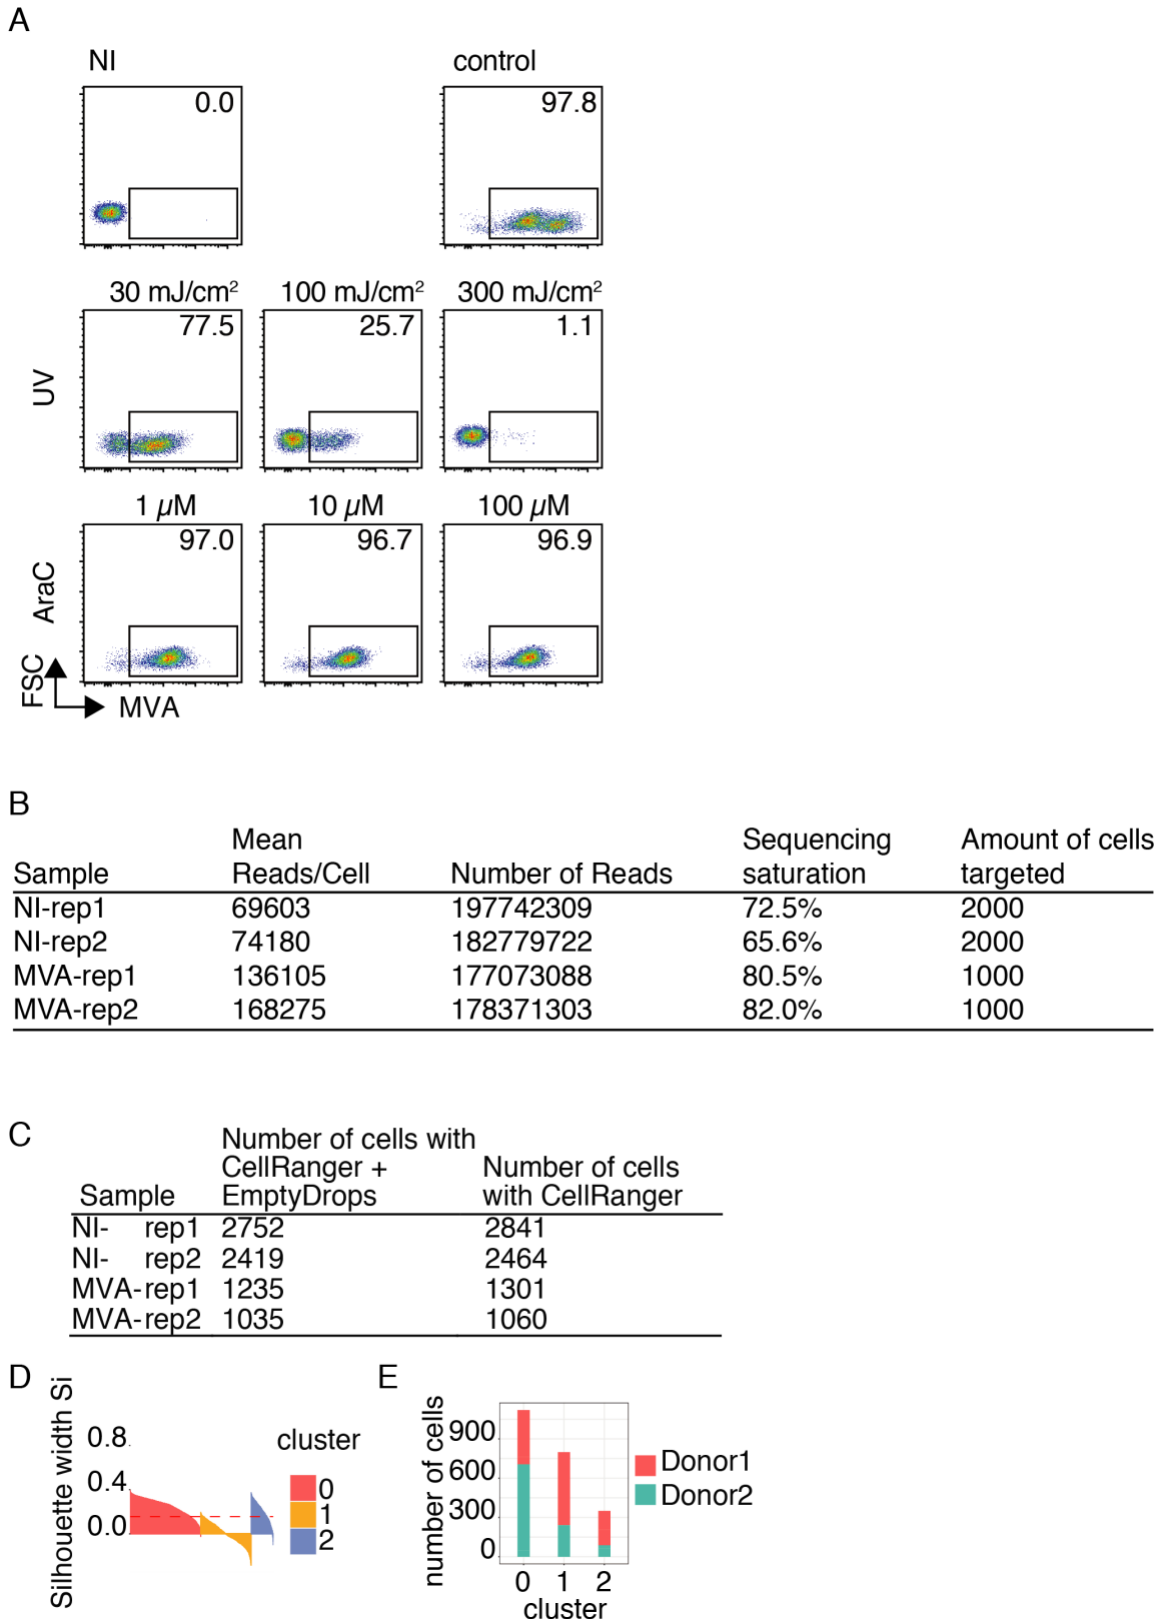 A
NI
control
0.0
97.8
30 mJ/cm²
100 mJ/cm²
300 mJ/cm²
77.5
25.7
1.1
UV
1 µM
10 µM
100 µM
97.0
96.7
96.9
AraC
FSC
MVA
B
Sample Mean Reads/Cell Number of Reads Sequencing saturation Amount of cells targeted
NI-rep1 69603 197742309 72.5% 2000
NI-rep2 74180 182779722 65.6% 2000
MVA-rep1 136105 177073088 80.5% 1000
MVA-rep2 168275 178371303 82.0% 1000
C
Sample Number of cells with CellRanger + EmptyDrops Number of cells with CellRanger
NI- rep1 2752 2841
NI- rep2 2419 2464
MVA-rep1 1235 1301
MVA-rep2 1035 1060
D
Silhouette width Si
0.8
0.4
0.0
cluster
0
1
2
E
number of cells
900
600
300
0
0 1 2
cluster
Donor1
Donor2